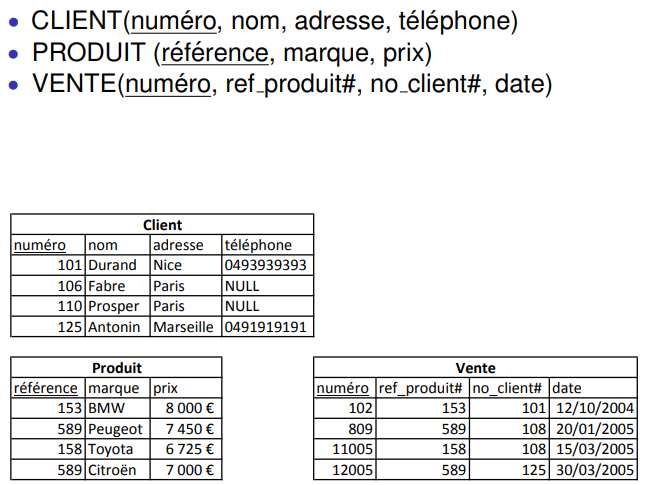 • CLIENT(numéro, nom, adresse, téléphone)
• PRODUIT (référence, marque, prix)
• VENTE(numéro, ref_produit#, no_client#, date)
Client
numéro nom adresse téléphone
101 Durand Nice 0493939393
106 Fabre Paris NULL
110 Prosper Paris NULL
125 Antonin Marseille 0491919191
Produit
référence marque prix
153 BMW 8 000 €
589 Peugeot 7 450 €
158 Toyota 6 725 €
589 Citroën 7 000 €
Vente
numéro ref_produit# no_client# date
102 153 101 12/10/2004
809 589 108 20/01/2005
11005 158 108 15/03/2005
12005 589 125 30/03/2005